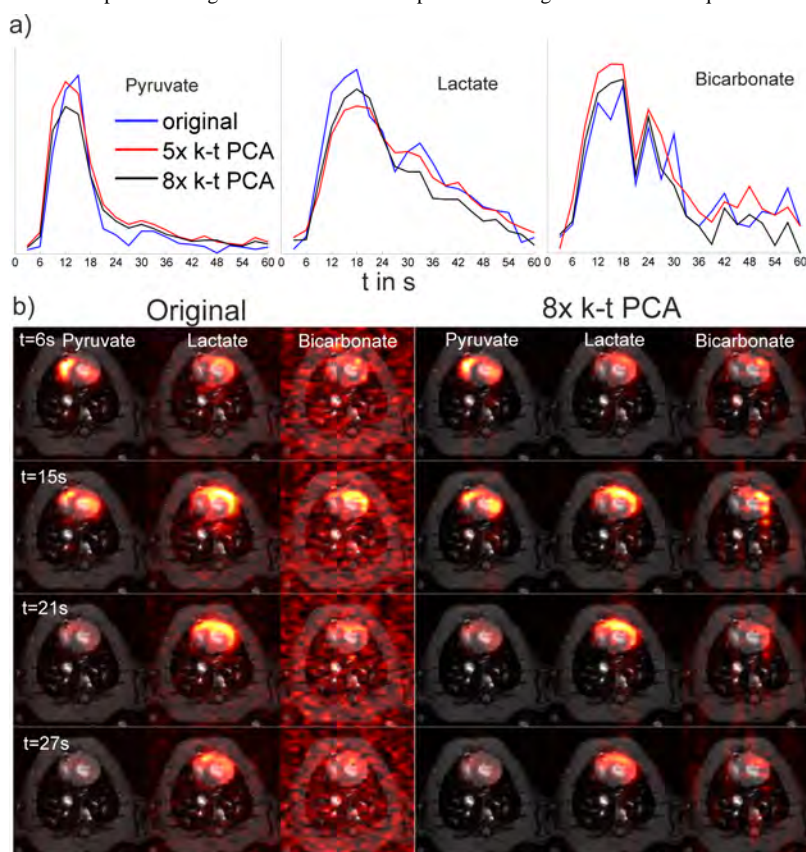 a)
Pyruvate
original
5x k-t PCA
8x k-t PCA
Lactate
Bicarbonate
0 6 12 18 24 30 36 42 48 54 60 0 6 12 18 24 30 36 42 48 54 60 0 6 12 18 24 30 36 42 48 54 60
t in s
b) Original 8x k-t PCA
t=6s Pyruvate Lactate Bicarbonate Pyruvate Lactate Bicarbonate
t=15s
t=21s
t=27s